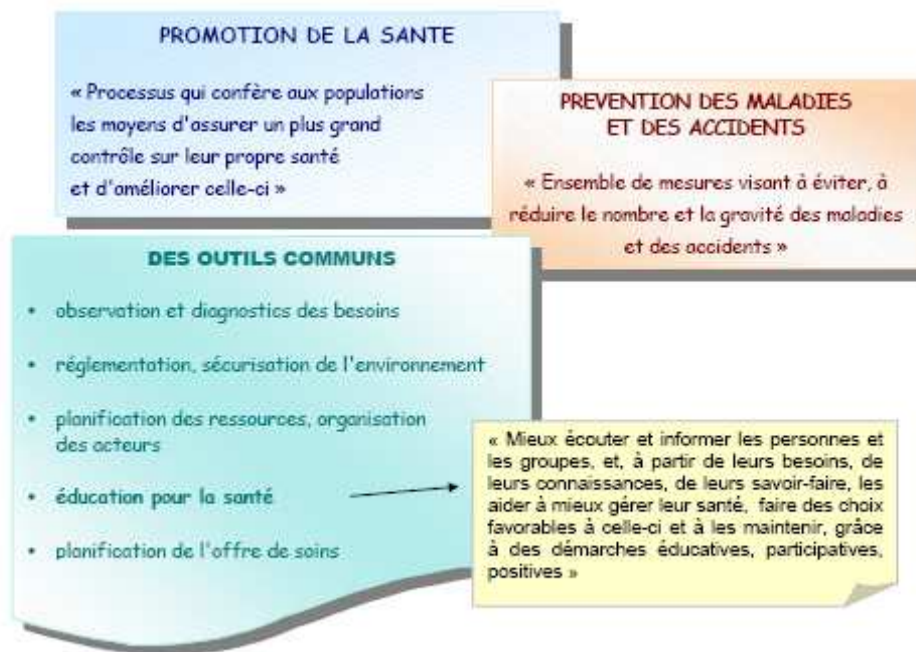 PROMOTION DE LA SANTE
« Processus qui confère aux populations
les moyens d'assurer un plus grand
contrôle sur leur propre santé
et d'améliorer celle-ci »
PREVENTION DES MALADIES
ET DES ACCIDENTS
« Ensemble de mesures visant à éviter, à
réduire le nombre et la gravité des maladies
et des accidents »
DES OUTILS COMMUNS
• observation et diagnostics des besoins
• réglementation, sécurisation de l'environnement
• planification des ressources, organisation
des acteurs
• éducation pour la santé
• planification de l'offre de soins
« Mieux écouter et informer les personnes et
les groupes, et, à partir de leurs besoins, de
leurs connaissances, de leurs savoir-faire, les
aider à mieux gérer leur santé, faire des choix
favorables à celle-ci et à les maintenir, grâce
à des démarches éducatives, participatives,
positives »